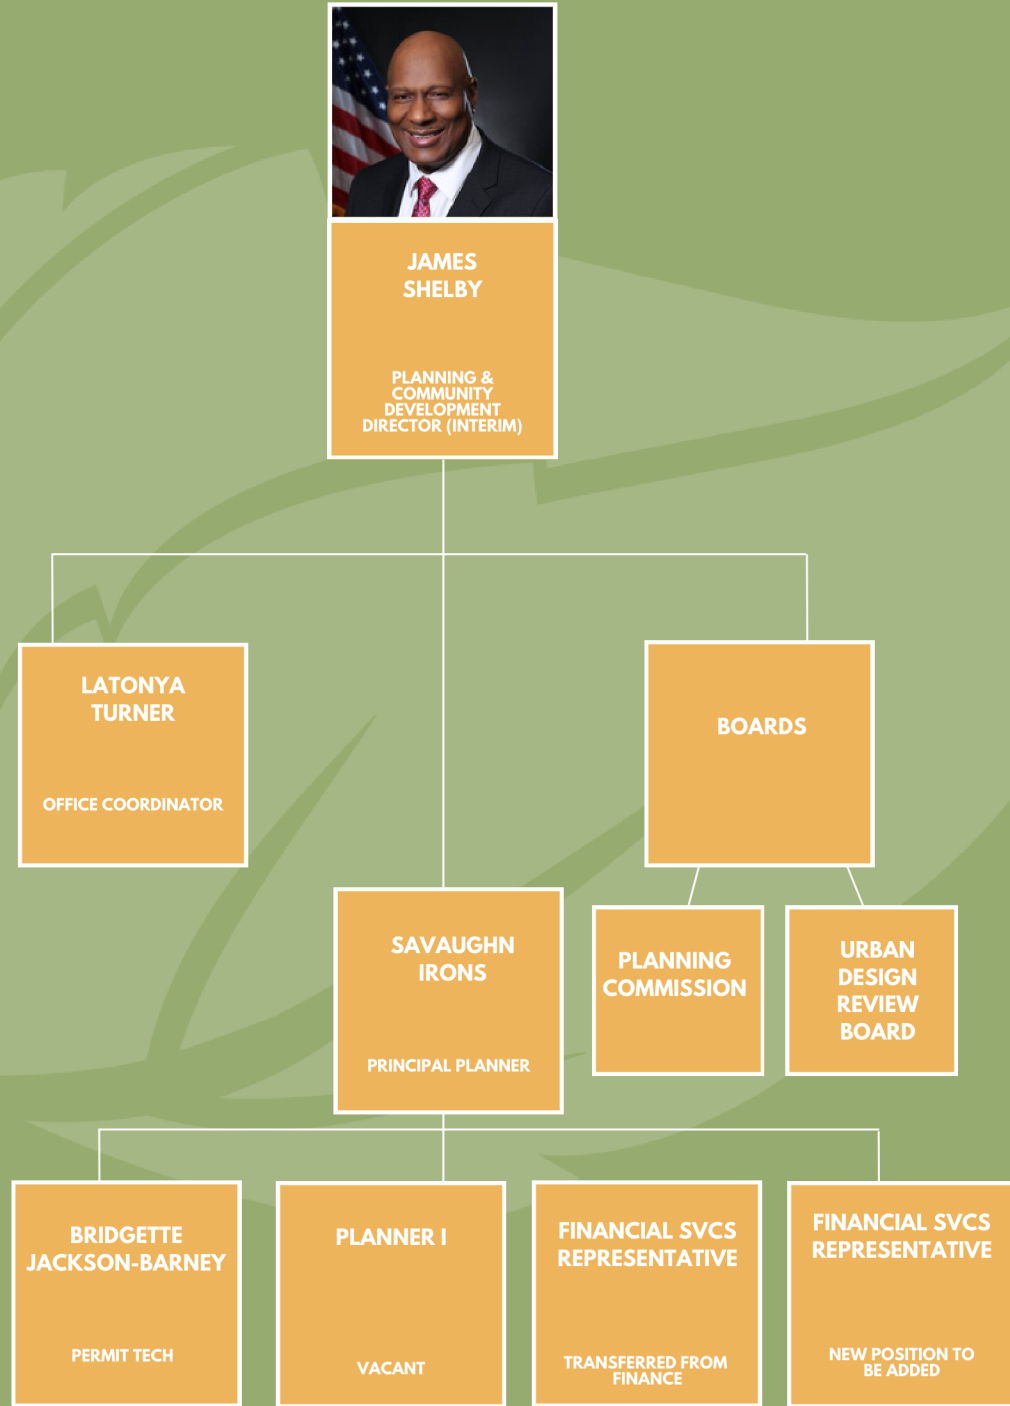 JAMES
SHELBY
PLANNING &
COMMUNITY
DEVELOPMENT
DIRECTOR (INTERIM)
LATONYA
TURNER
OFFICE COORDINATOR
BOARDS
SAVAUGHN
IRONS
PRINCIPAL PLANNER
PLANNING
COMMISSION
URBAN
DESIGN
REVIEW
BOARD
BRIDGETTE
JACKSON-BARNEY
PERMIT TECH
PLANNER I
VACANT
FINANCIAL SVCS
REPRESENTATIVE
TRANSFERRED FROM
FINANCE
FINANCIAL SVCS
REPRESENTATIVE
NEW POSITION TO
BE ADDED